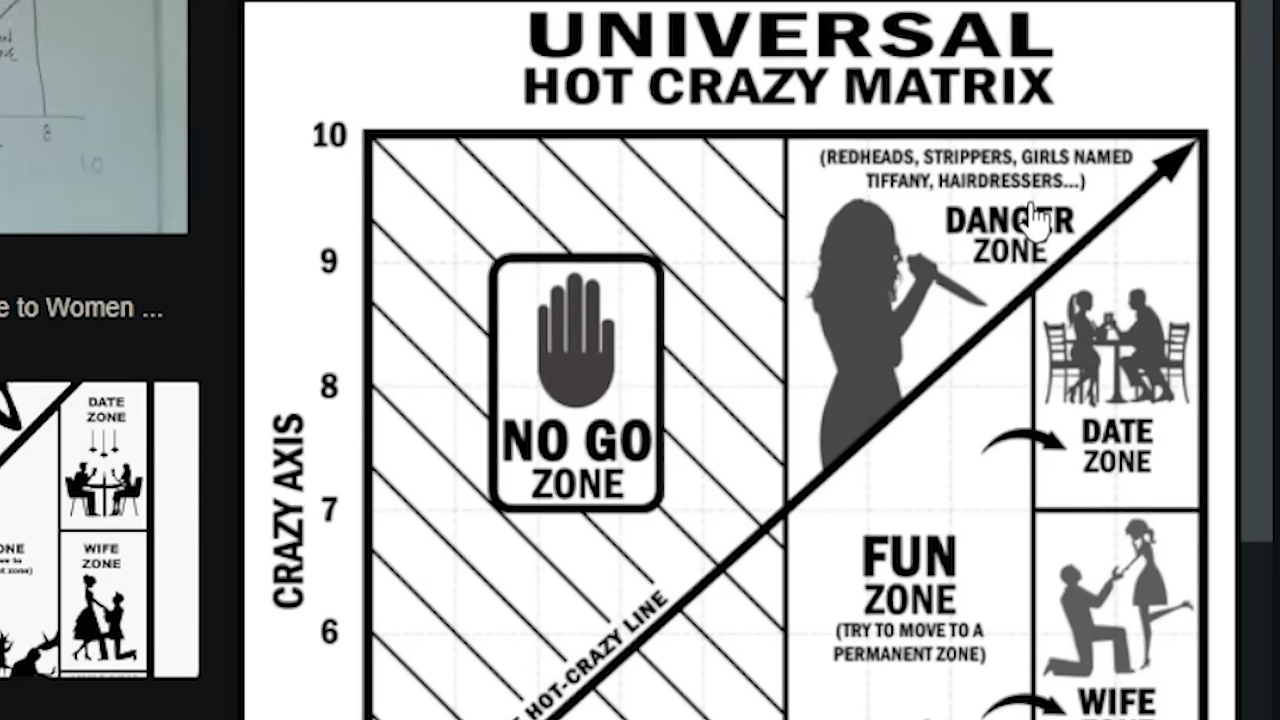 UNIVERSAL
HOT CRAZY MATRIX
10
(REDHEADS, STRIPPERS, GIRLS NAMED
TIFFANY, HAIRDRESSERS...)
DANGER
ZONE
9
8
NO GO
ZONE
DATE
ZONE
CRAZY AXIS
7
FUN
ZONE
(TRY TO MOVE TO A
PERMANENT ZONE)
6
HOT-CRAZY LINE
WIFE
8
10
e to Women ...
DATE
ZONE
WIFE
ZONE